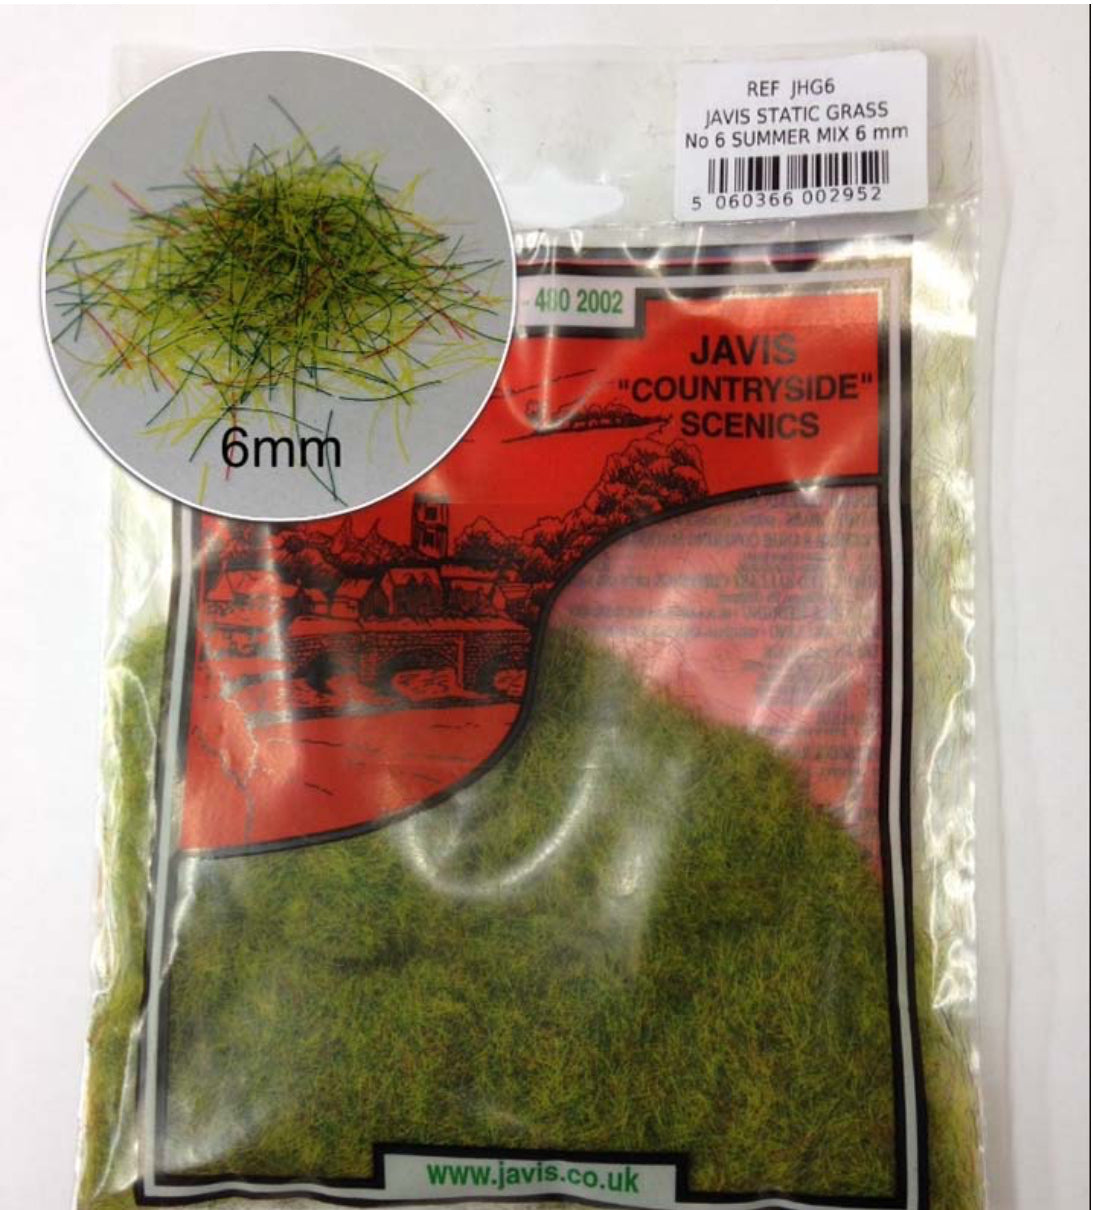 REF JHG6
JAVIS STATIC GRASS
No 6 SUMMER MIX 6 mm
5 060366 002952
- 480 2002
JAVIS
"COUNTRYSIDE"
SCENICS
6mm
www.javis.co.uk